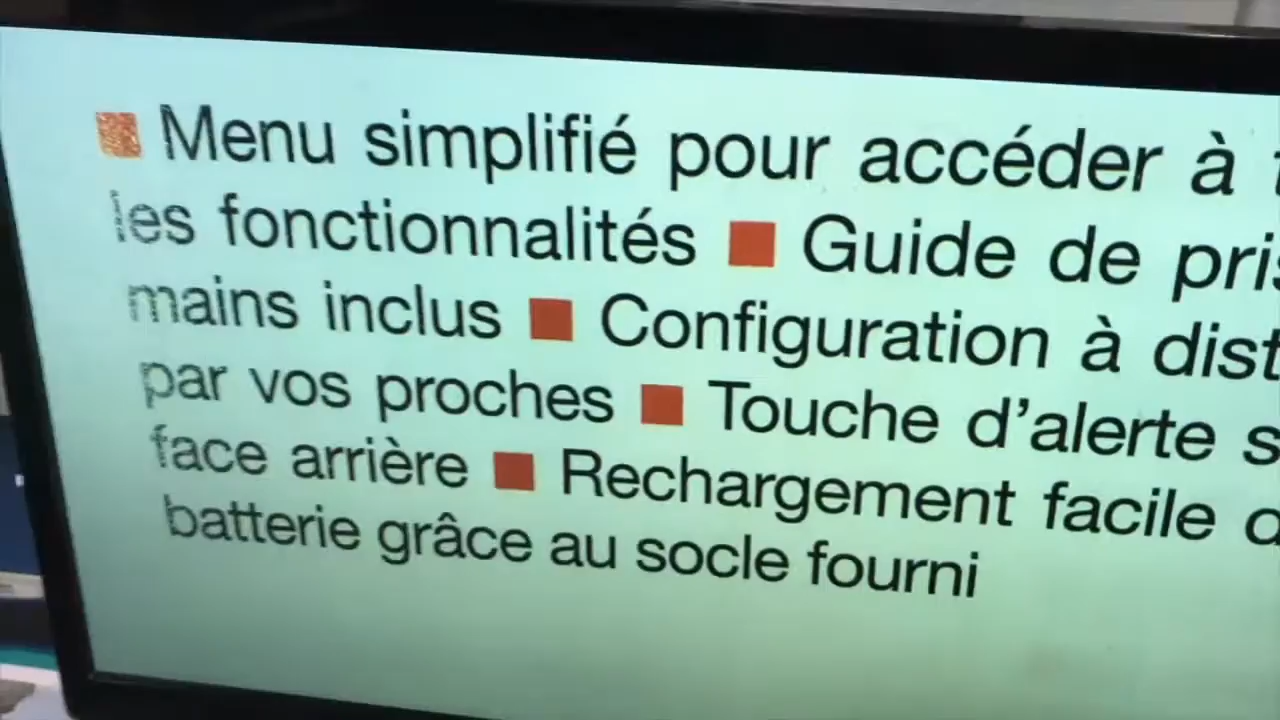 ■ Menu simplifié pour accéder à
les fonctionnalités ■ Guide de
mains inclus ■ Configuration à
par vos proches ■ Touche d'alerte
face arrière ■ Rechargement facile
batterie grâce au socle fourni